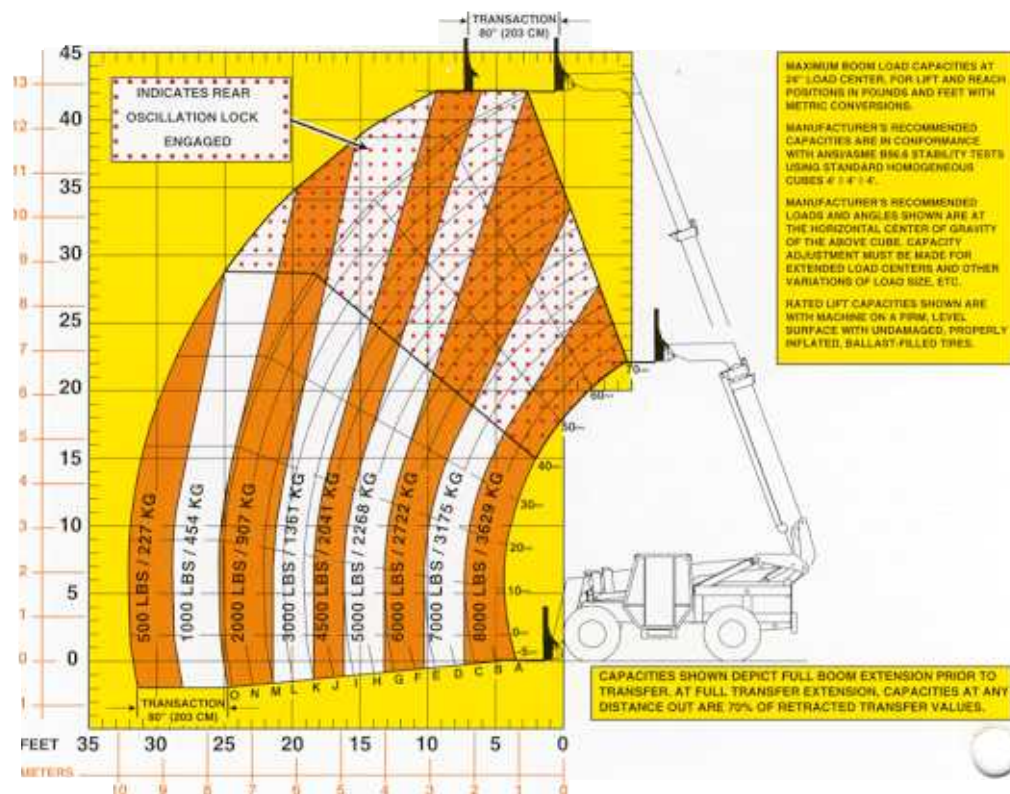 TRANSACTION
80" (203 CM)
INDICATES REAR
OSCILLATION LOCK
ENGAGED
MAXIMUM BOOM LOAD CAPACITIES AT
24" LOAD CENTER, FOR LIFT AND REACH
POSITIONS IN POUNDS AND FEET WITH
METRIC CONVERSIONS.
MANUFACTURER'S RECOMMENDED
CAPACITIES ARE IN CONFORMANCE
WITH ANSI/ASME B56.6 STABILITY TESTS
USING STANDARD HOMOGENEOUS
CUBES 4' 4' 4'.
MANUFACTURER'S RECOMMENDED
LOADS AND ANGLES SHOWN ARE AT
THE HORIZONTAL CENTER OF GRAVITY
OF THE ABOVE CUBE. CAPACITY
ADJUSTMENT MUST BE MADE FOR
EXTENDED LOAD CENTERS AND OTHER
VARIATIONS OF LOAD SIZE, ETC.
RATED LIFT CAPACITIES SHOWN ARE
WITH MACHINE ON A FIRM, LEVEL
SURFACE WITH UNDAMAGED, PROPERLY
INFLATED, BALLAST-FILLED TIRES.
45
40
35
30
25
20
15
10
5
0
13
12
11
10
9
8
7
6
5
4
3
2
1
0
1
70
60
50
40
30
20
10
0
-5
500 LBS / 227 KG
1000 LBS / 454 KG
2000 LBS / 907 KG
3000 LBS / 1361 KG
4500 LBS / 2041 KG
5000 LBS / 2268 KG
6000 LBS / 2722 KG
7000 LBS / 3175 KG
8000 LBS / 3629 KG
O N M L K J I H G F E D C B A
TRANSACTION
80" (203 CM)
CAPACITIES SHOWN DEPICT FULL BOOM EXTENSION PRIOR TO
TRANSFER. AT FULL TRANSFER EXTENSION, CAPACITIES AT ANY
DISTANCE OUT ARE 70% OF RETRACTED TRANSFER VALUES.
FEET 35 30 25 20 15 10 5 0
METERS
10 9 8 7 6 5 4 3 2 1 0